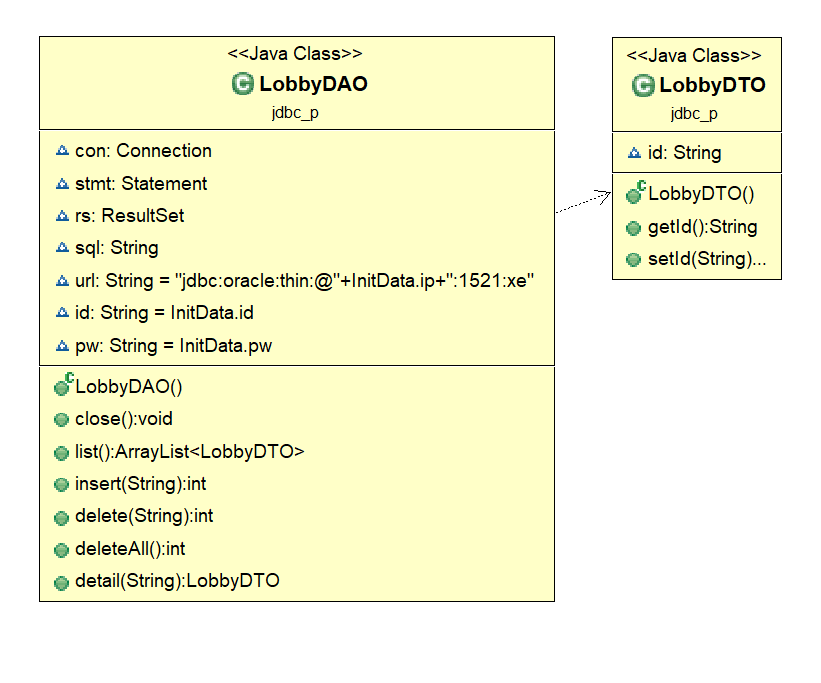 <<Java Class>>
LobbyDAO
jdbc_p
con: Connection
stmt: Statement
rs: ResultSet
sql: String
url: String = "jdbc:oracle:thin:@"+InitData.ip+":1521:xe"
id: String = InitData.id
pw: String = InitData.pw
LobbyDAO()
close():void
list():ArrayList<LobbyDTO>
insert(String):int
delete(String):int
deleteAll():int
detail(String):LobbyDTO
<<Java Class>>
LobbyDTO
jdbc_p
id: String
LobbyDTO()
getId():String
setId(String)...